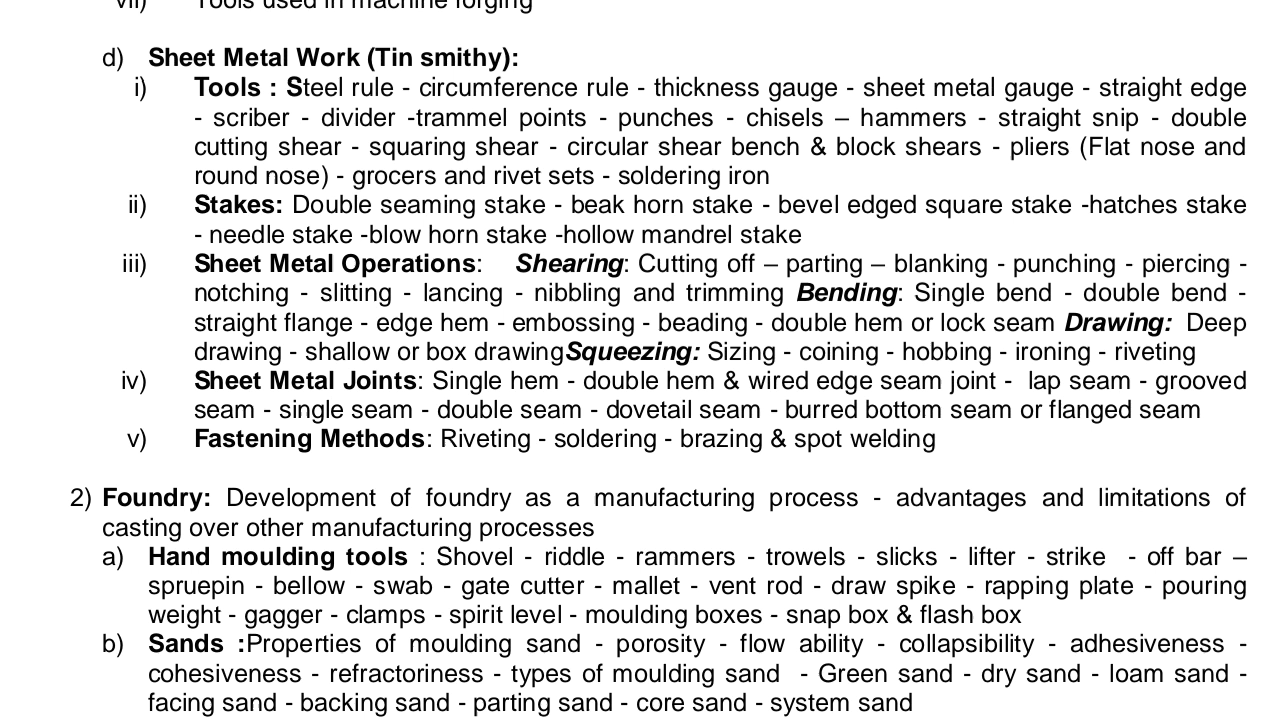 vii) Tools used in machine forging
d) Sheet Metal Work (Tin smithy):
i) Tools : Steel rule - circumference rule - thickness gauge - sheet metal gauge - straight edge
- scriber - divider -trammel points - punches - chisels – hammers - straight snip - double
cutting shear - squaring shear - circular shear bench & block shears - pliers (Flat nose and
round nose) - grocers and rivet sets - soldering iron
ii) Stakes: Double seaming stake - beak horn stake - bevel edged square stake -hatches stake
- needle stake -blow horn stake -hollow mandrel stake
iii) Sheet Metal Operations: Shearing: Cutting off – parting – blanking - punching - piercing -
notching - slitting - lancing - nibbling and trimming Bending: Single bend - double bend -
straight flange - edge hem - embossing - beading - double hem or lock seam Drawing: Deep
drawing - shallow or box drawingSqueezing: Sizing - coining - hobbing - ironing - riveting
iv) Sheet Metal Joints: Single hem - double hem & wired edge seam joint - lap seam - grooved
seam - single seam - double seam - dovetail seam - burred bottom seam or flanged seam
v) Fastening Methods: Riveting - soldering - brazing & spot welding
2) Foundry: Development of foundry as a manufacturing process - advantages and limitations of
casting over other manufacturing processes
a) Hand moulding tools : Shovel - riddle - rammers - trowels - slicks - lifter - strike - off bar –
spruepin - bellow - swab - gate cutter - mallet - vent rod - draw spike - rapping plate - pouring
weight - gagger - clamps - spirit level - moulding boxes - snap box & flash box
b) Sands :Properties of moulding sand - porosity - flow ability - collapsibility - adhesiveness -
cohesiveness - refractoriness - types of moulding sand - Green sand - dry sand - loam sand -
facing sand - backing sand - parting sand - core sand - system sand